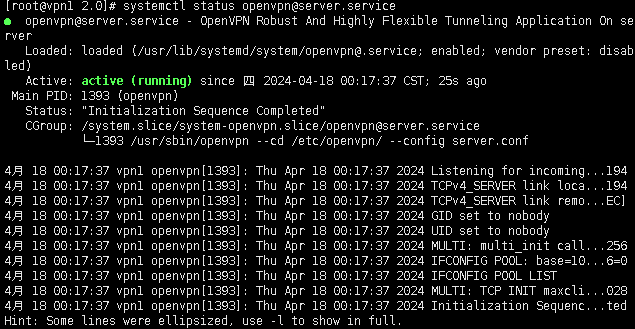 [root@vpn1 2.0]# systemctl status openvpn@server.service
● openvpn@server.service - OpenVPN Robust And Highly Flexible Tunneling Application On se
rver
   Loaded: loaded (/usr/lib/systemd/system/openvpn@.service; enabled; vendor preset: disab
led)
   Active: active (running) since 四 2024-04-18 00:17:37 CST; 25s ago
 Main PID: 1393 (openvpn)
   Status: "Initialization Sequence Completed"
   CGroup: /system.slice/system-openvpn.slice/openvpn@server.service
           └─1393 /usr/sbin/openvpn --cd /etc/openvpn/ --config server.conf

4月 18 00:17:37 vpn1 openvpn[1393]: Thu Apr 18 00:17:37 2024 Listening for incoming...194
4月 18 00:17:37 vpn1 openvpn[1393]: Thu Apr 18 00:17:37 2024 TCPv4_SERVER link loca...194
4月 18 00:17:37 vpn1 openvpn[1393]: Thu Apr 18 00:17:37 2024 TCPv4_SERVER link remo...EC]
4月 18 00:17:37 vpn1 openvpn[1393]: Thu Apr 18 00:17:37 2024 GID set to nobody
4月 18 00:17:37 vpn1 openvpn[1393]: Thu Apr 18 00:17:37 2024 UID set to nobody
4月 18 00:17:37 vpn1 openvpn[1393]: Thu Apr 18 00:17:37 2024 MULTI: multi_init call...256
4月 18 00:17:37 vpn1 openvpn[1393]: Thu Apr 18 00:17:37 2024 IFCONFIG POOL: base=10...6=0
4月 18 00:17:37 vpn1 openvpn[1393]: Thu Apr 18 00:17:37 2024 IFCONFIG POOL LIST
4月 18 00:17:37 vpn1 openvpn[1393]: Thu Apr 18 00:17:37 2024 MULTI: TCP INIT maxcli...028
4月 18 00:17:37 vpn1 openvpn[1393]: Thu Apr 18 00:17:37 2024 Initialization Sequenc...ted
Hint: Some lines were ellipsized, use -l to show in full.